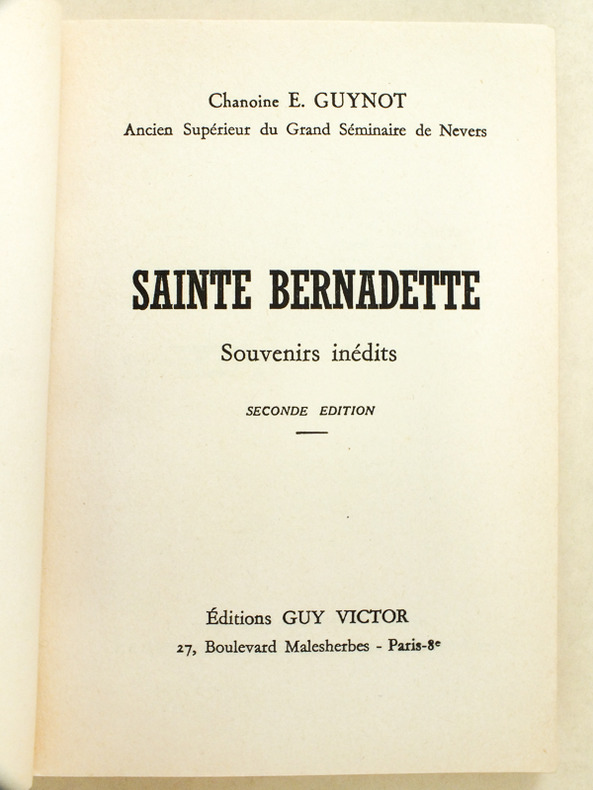 Chanoine E. GUYNOT
Ancien Supérieur du Grand Séminaire de Nevers
SAINTE BERNADETTE
Souvenirs inédits
SECONDE EDITION
Éditions GUY VICTOR
27, Boulevard Malesherbes - Paris-8ᵉ